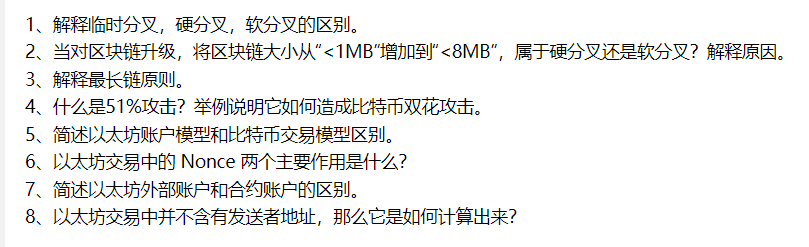 1、解释临时分叉，硬分叉，软分叉的区别。
2、当对区块链升级，将区块链大小从“<1MB”增加到“<8MB”，属于硬分叉还是软分叉？解释原因。
3、解释最长链原则。
4、什么是51%攻击？举例说明它如何造成比特币双花攻击。
5、简述以太坊账户模型和比特币交易模型区别。
6、以太坊交易中的 Nonce 两个主要作用是什么？
7、简述以太坊外部账户和合约账户的区别。
8、以太坊交易中并不含有发送者地址，那么它是如何计算出来？